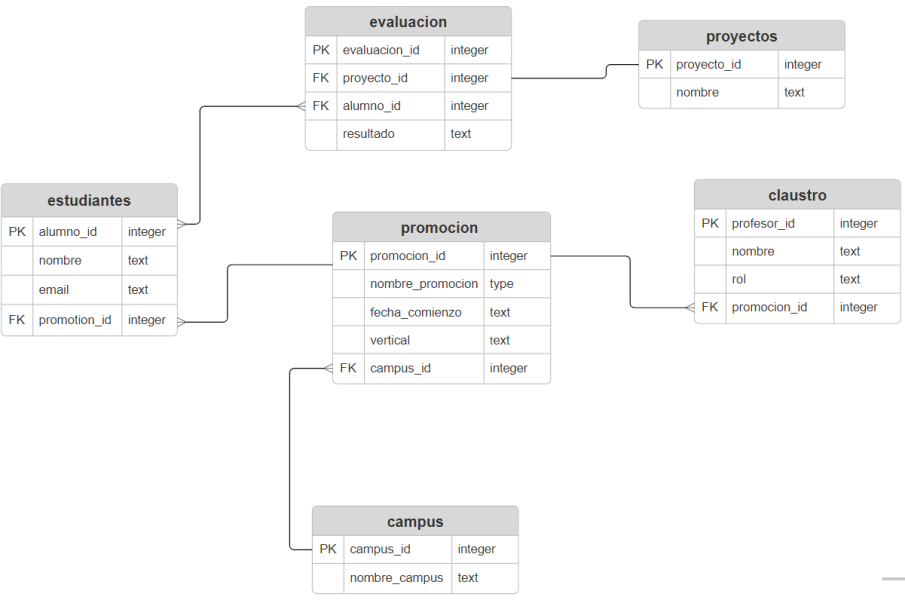 evaluacion
PK evaluacion_id integer
FK proyecto_id integer
FK alumno_id integer
resultado text
proyectos
PK proyecto_id integer
nombre text
estudiantes
PK alumno_id integer
nombre text
email text
FK promotion_id integer
promocion
PK promocion_id integer
nombre_promocion type
fecha_comienzo text
vertical text
FK campus_id integer
claustro
PK profesor_id integer
nombre text
rol text
FK promocion_id integer
campus
PK campus_id integer
nombre_campus text